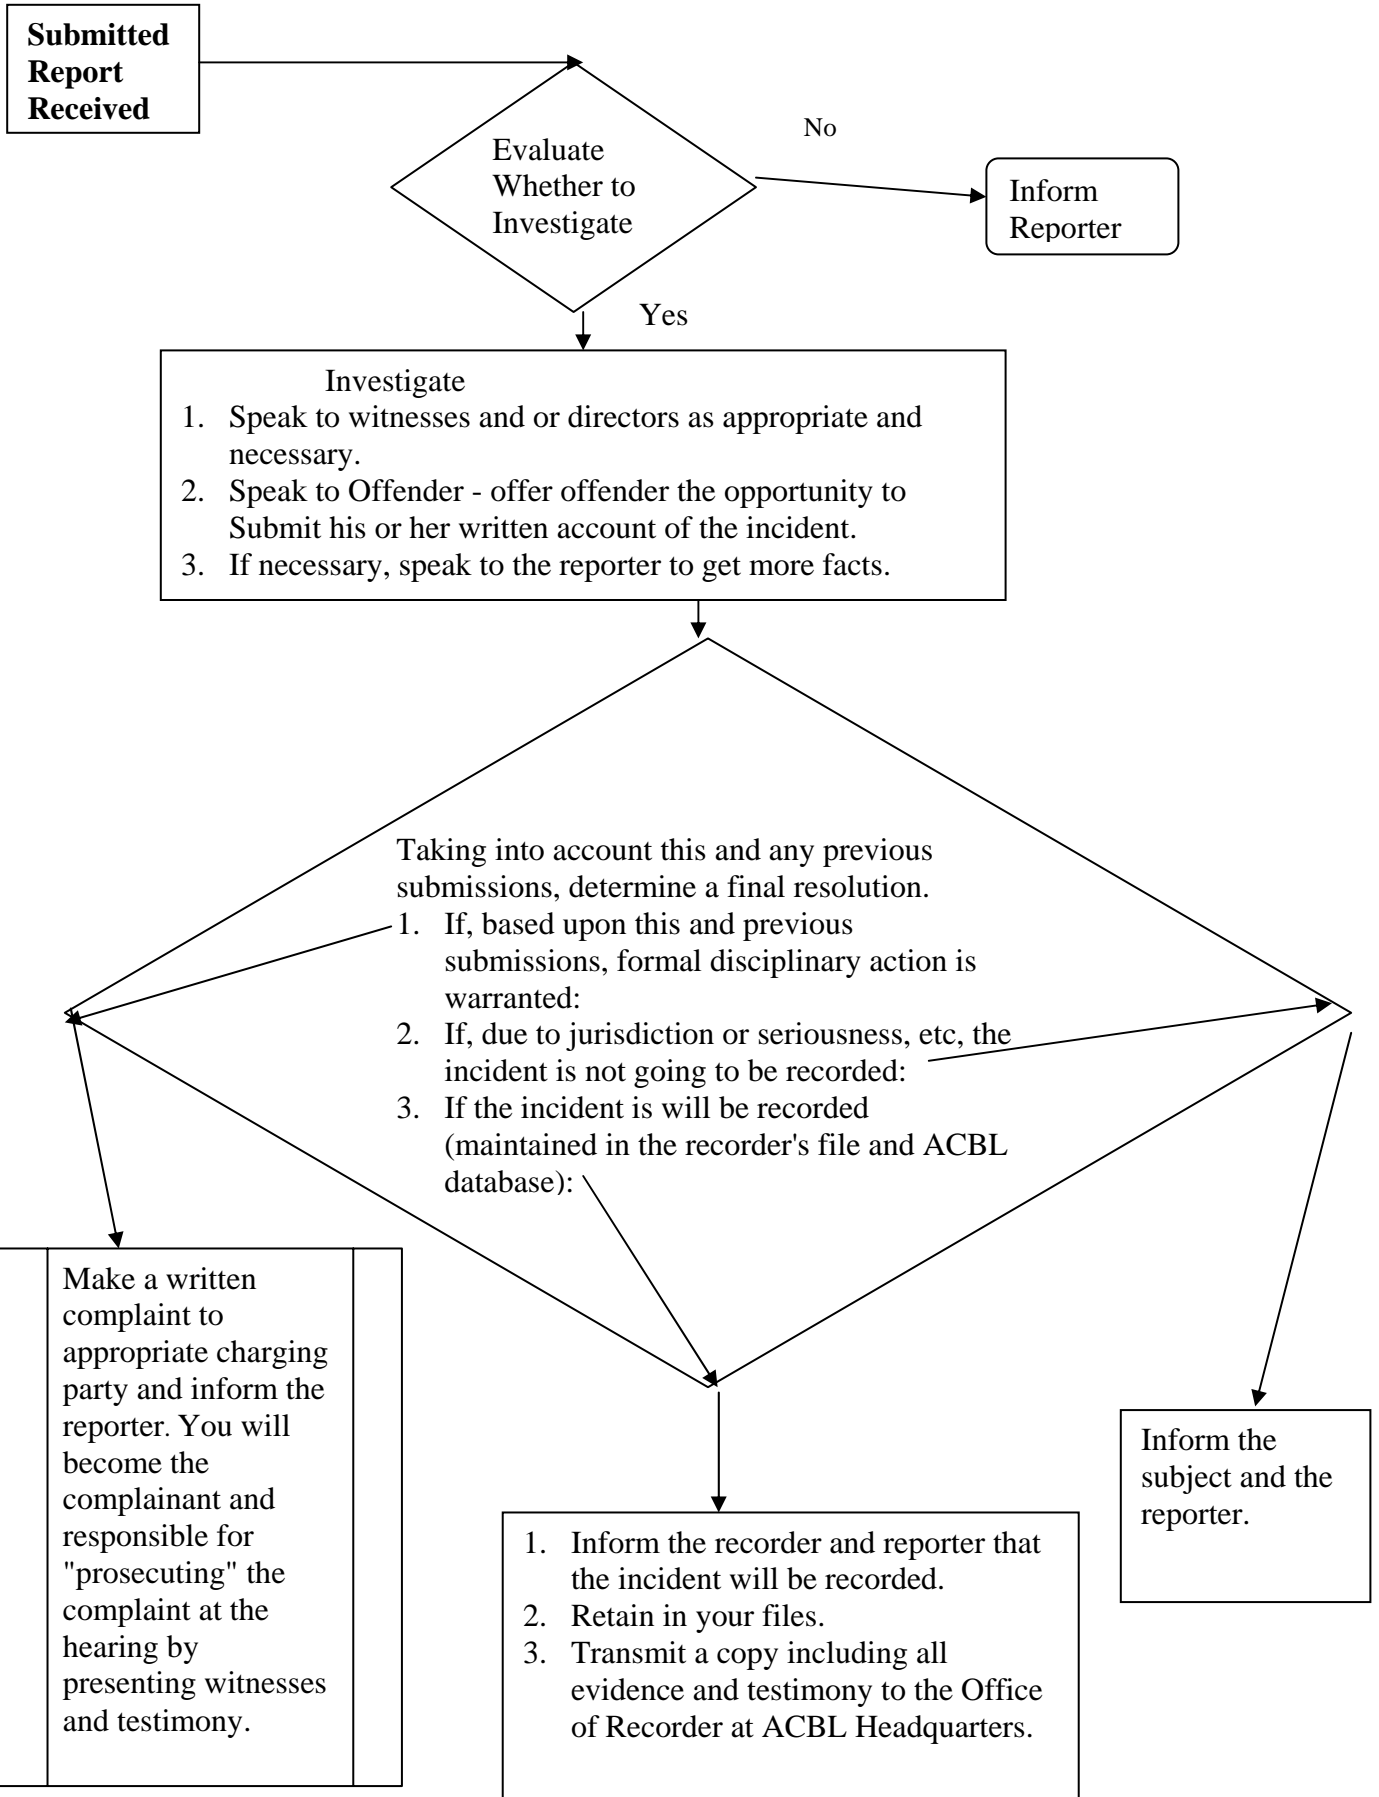 Submitted
Report
Received
Evaluate
Whether to
Investigate
No
Inform
Reporter
Yes
Investigate
1. Speak to witnesses and or directors as appropriate and
necessary.
2. Speak to Offender - offer offender the opportunity to
Submit his or her written account of the incident.
3. If necessary, speak to the reporter to get more facts.
Taking into account this and any previous
submissions, determine a final resolution.
1. If, based upon this and previous
submissions, formal disciplinary action is
warranted:
2. If, due to jurisdiction or seriousness, etc, the
incident is not going to be recorded:
3. If the incident is will be recorded
(maintained in the recorder's file and ACBL
database):
Make a written
complaint to
appropriate charging
party and inform the
reporter. You will
become the
complainant and
responsible for
"prosecuting" the
complaint at the
hearing by
presenting witnesses
and testimony.
1. Inform the recorder and reporter that
the incident will be recorded.
2. Retain in your files.
3. Transmit a copy including all
evidence and testimony to the Office
of Recorder at ACBL Headquarters.
Inform the
subject and the
reporter.